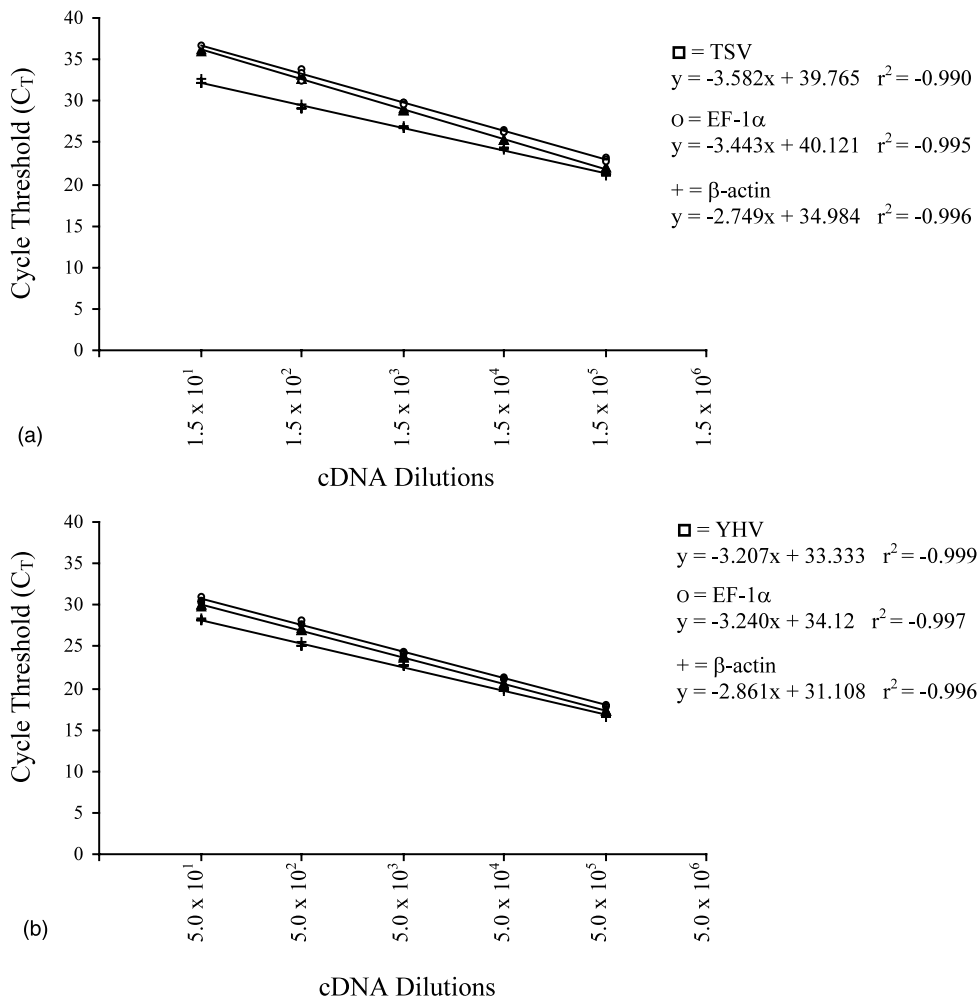 40
35
30
25
20
15
10
5
0
Cycle Threshold (C_T)
1.5 x 10¹
1.5 x 10²
1.5 x 10³
1.5 x 10⁴
1.5 x 10⁵
1.5 x 10⁶
(a)
cDNA Dilutions
□ = TSV
y = -3.582x + 39.765 r² = -0.990
o = EF-1α
y = -3.443x + 40.121 r² = -0.995
+ = β-actin
y = -2.749x + 34.984 r² = -0.996
40
35
30
25
20
15
10
5
0
Cycle Threshold (C_T)
5.0 x 10¹
5.0 x 10²
5.0 x 10³
5.0 x 10⁴
5.0 x 10⁵
5.0 x 10⁶
(b)
cDNA Dilutions
□ = YHV
y = -3.207x + 33.333 r² = -0.999
o = EF-1α
y = -3.240x + 34.12 r² = -0.997
+ = β-actin
y = -2.861x + 31.108 r² = -0.996